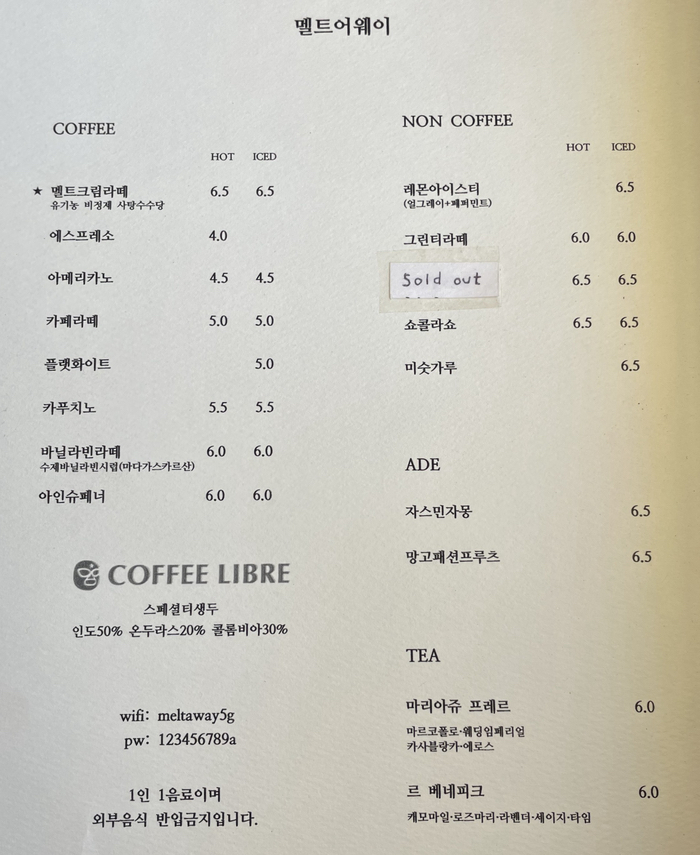 멜트어웨이
COFFEE
HOT ICED
★ 멜트크림라떼 6.5 6.5
유기농 비정제 사탕수수당
에스프레소 4.0
아메리카노 4.5 4.5
카페라떼 5.0 5.0
플랫화이트 5.0
카푸치노 5.5 5.5
바닐라빈라떼 6.0 6.0
수제바닐라빈시럽(마다가스카르산)
아인슈페너 6.0 6.0
COFFEE LIBRE
스페셜티생두
인도50% 온두라스20% 콜롬비아30%
wifi: meltaway5g
pw: 123456789a
1인 1음료이며
외부음식 반입금지입니다.
NON COFFEE
HOT ICED
레몬아이스티 6.5
(얼그레이+페퍼민트)
그린티라떼 6.0 6.0
Sold out 6.5 6.5
쇼콜라쇼 6.5 6.5
미숫가루 6.5
ADE
자스민자몽 6.5
망고패션프루츠 6.5
TEA
마리아쥬 프레르 6.0
마르코폴로·웨딩임페리얼
카사블랑카·에로스
르 베네피크 6.0
캐모마일·로즈마리·라벤더·세이지·타임